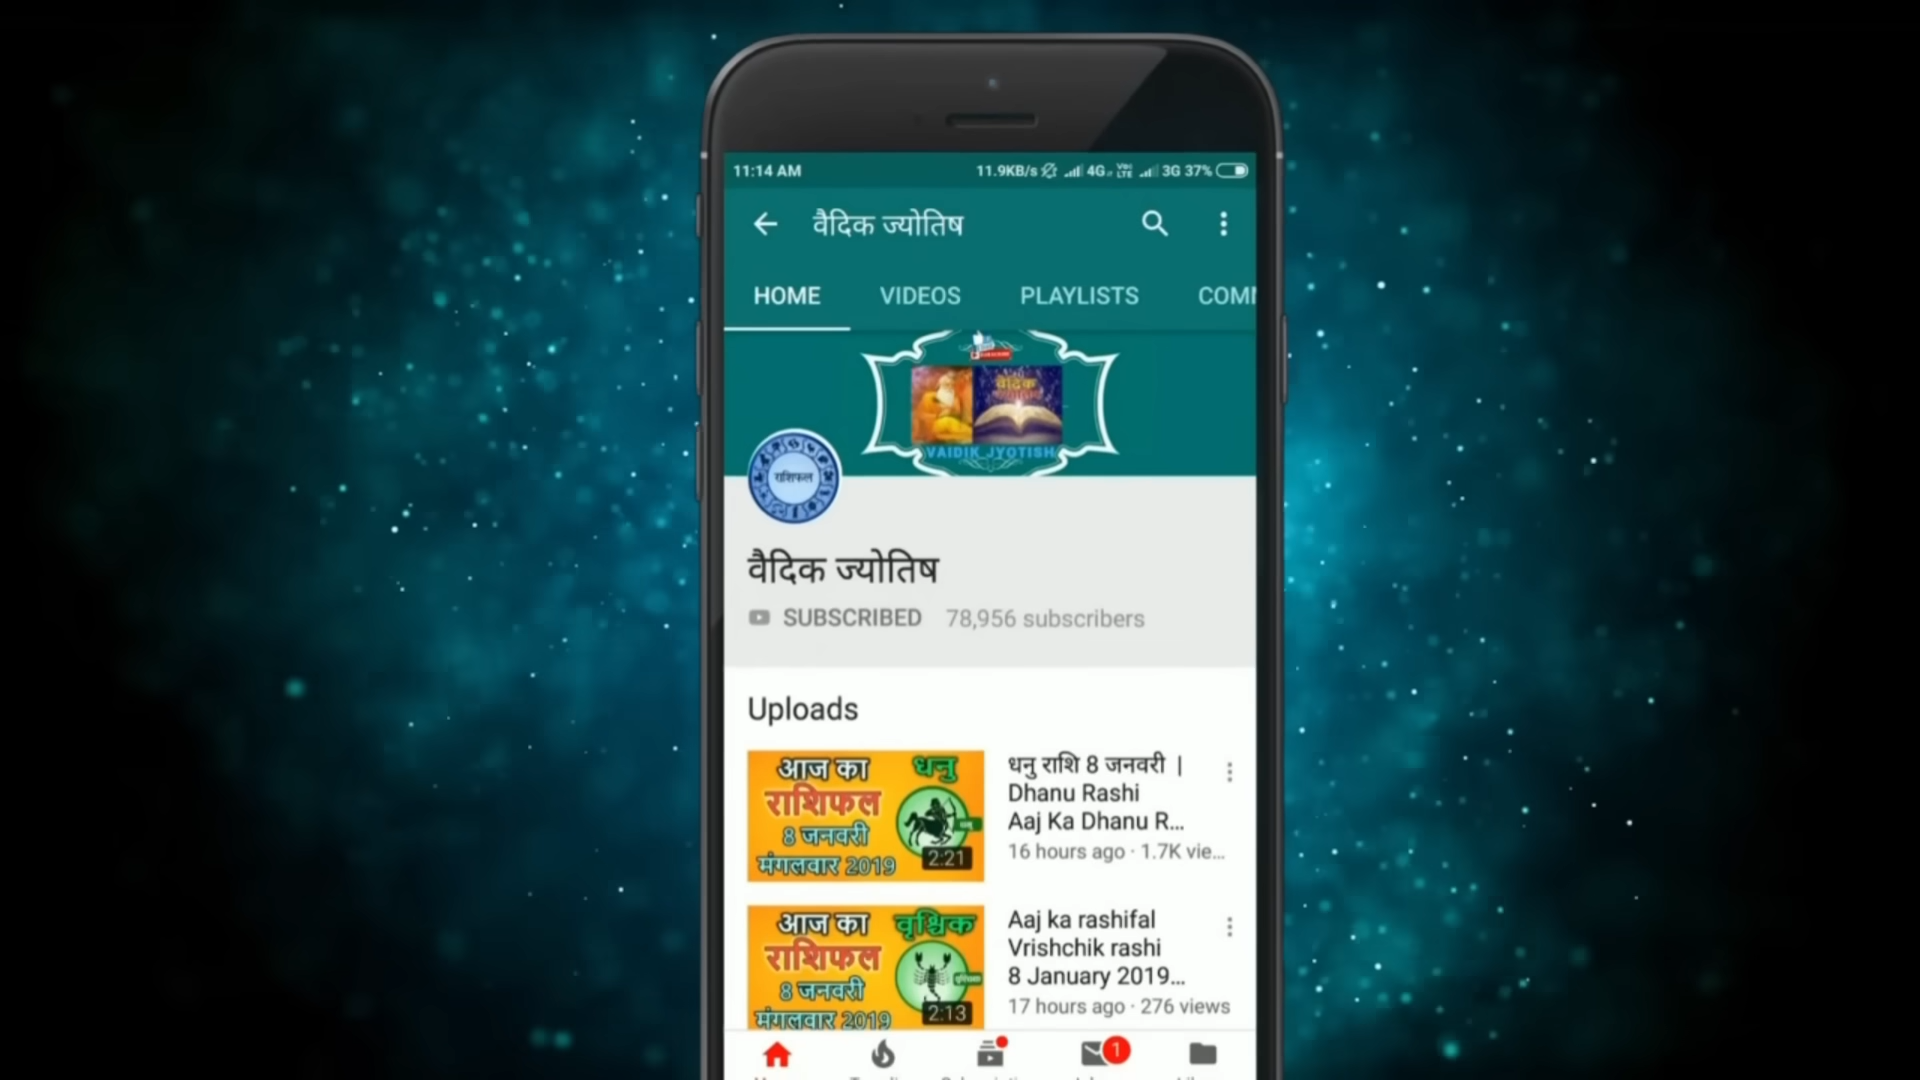 11:14 AM 11.9KB/s 4G VoLTE 3G 37%
वैदिक ज्योतिष
HOME VIDEOS PLAYLISTS COMM
वैदिक
VAIDIK JYOTISH
राशिफल
वैदिक ज्योतिष
SUBSCRIBED 78,956 subscribers
Uploads
आज का धनु
राशिफल
8 जनवरी
मंगलवार 2019
2:21
धनु राशि 8 जनवरी |
Dhanu Rashi
Aaj Ka Dhanu R...
16 hours ago · 1.7K vie...
आज का वृश्चिक
राशिफल
8 जनवरी
मंगलवार 2019
2:13
Aaj ka rashifal
Vrishchik rashi
8 January 2019...
17 hours ago · 276 views
1